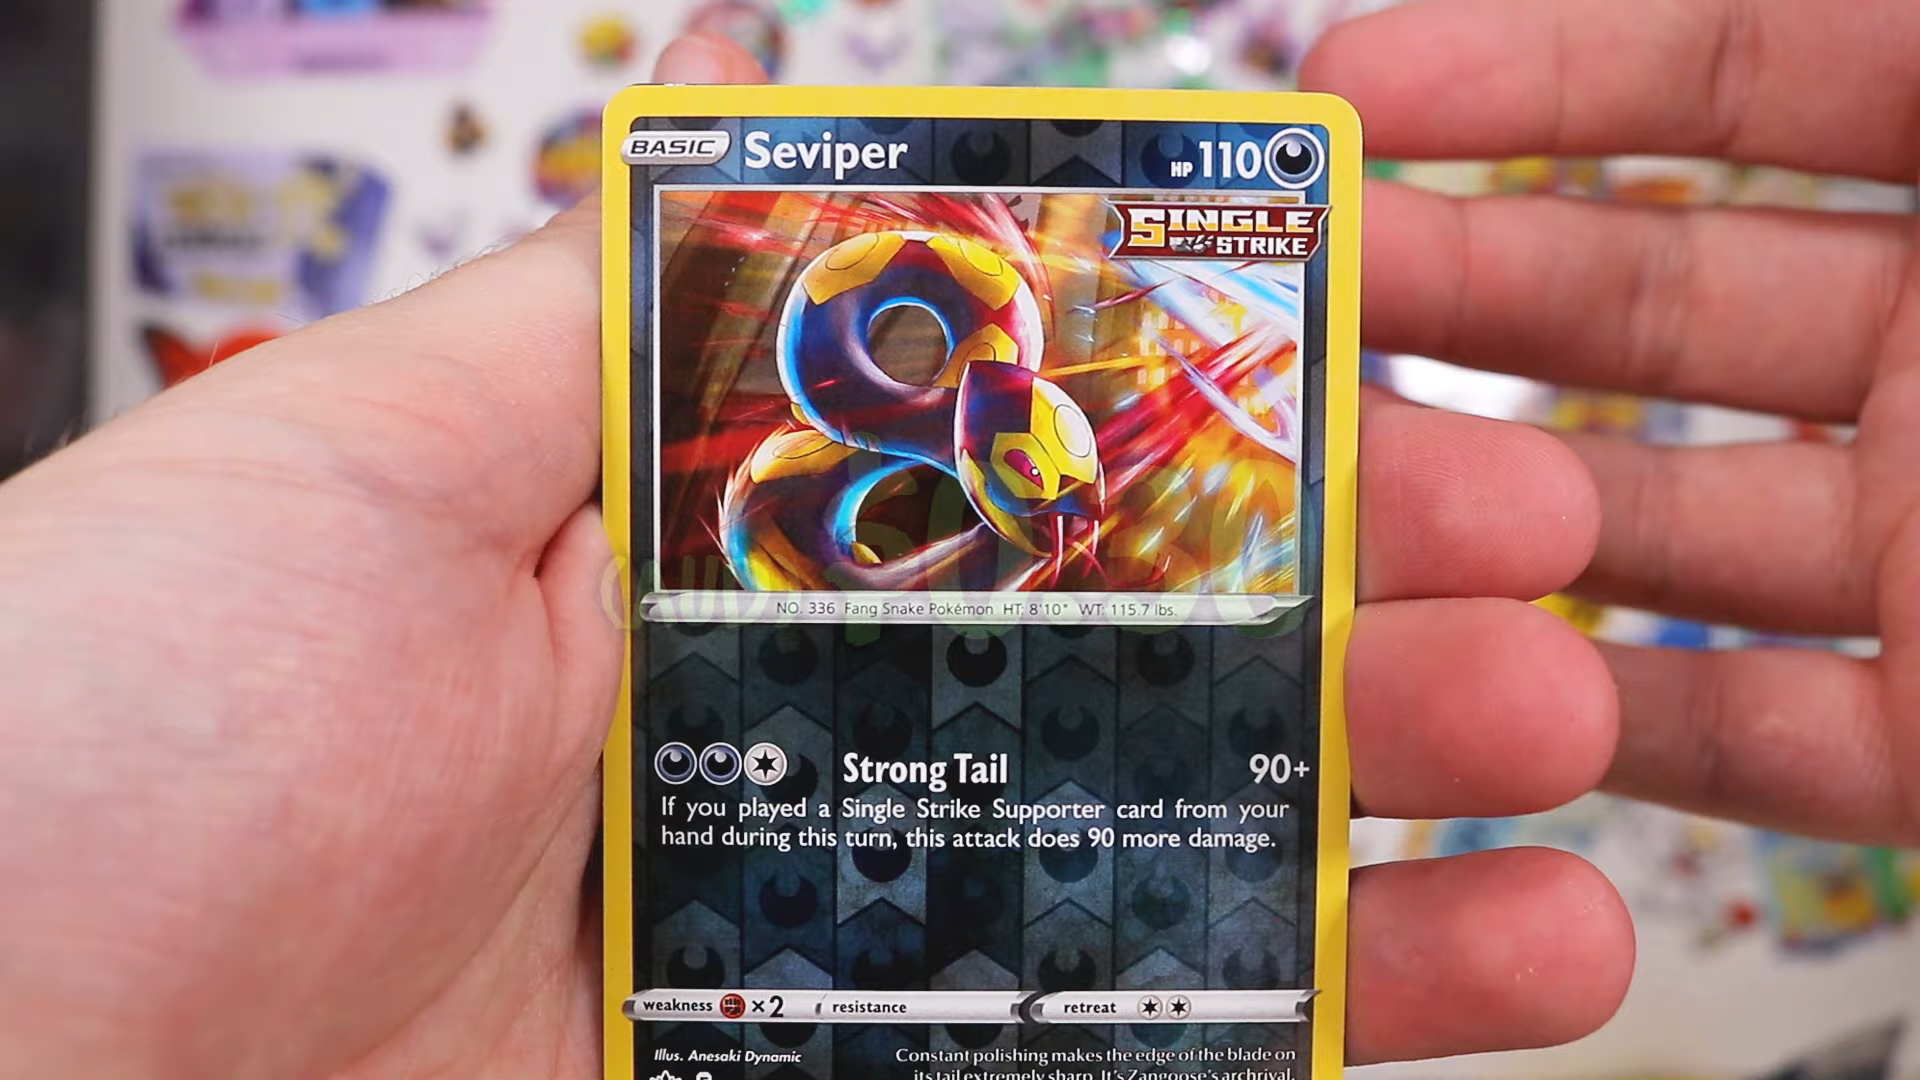 BASIC Seviper HP 110
SINGLE
STRIKE
NO. 336 Fang Snake Pokémon HT: 8'10" WT: 115.7 lbs.
Strong Tail 90+
If you played a Single Strike Supporter card from your
hand during this turn, this attack does 90 more damage.
weakness ×2 resistance retreat
Illus. Anesaki Dynamic
Constant polishing makes the edge of the blade on
its tail extremely sharp. It's Zangoose's archrival.